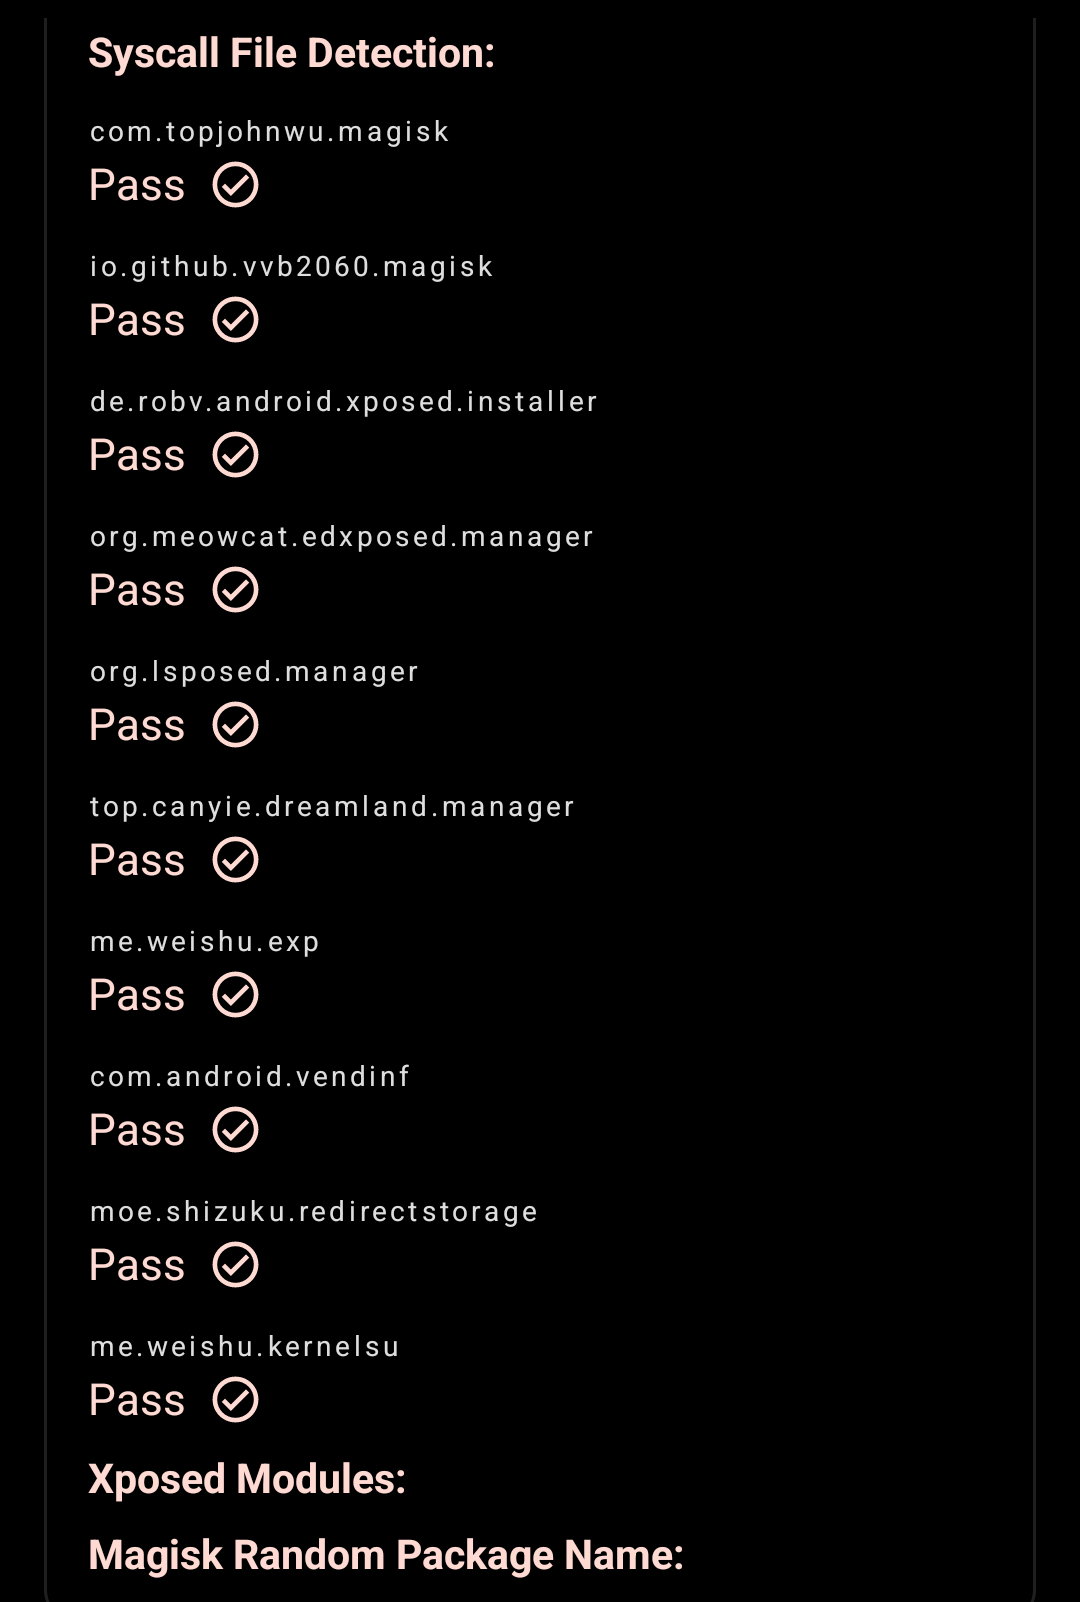 Syscall File Detection:
com.topjohnwu.magisk
Pass
io.github.vvb2060.magisk
Pass
de.robv.android.xposed.installer
Pass
org.meowcat.edxposed.manager
Pass
org.lsposed.manager
Pass
top.canyie.dreamland.manager
Pass
me.weishu.exp
Pass
com.android.vendinf
Pass
moe.shizuku.redirectstorage
Pass
me.weishu.kernelsu
Pass
Xposed Modules:
Magisk Random Package Name: